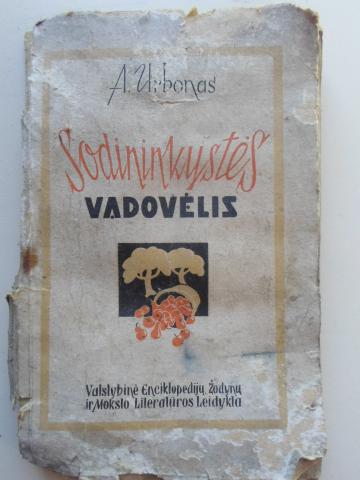 A. Urbonas
Sodininkystės
VADOVĖLIS
Valstybinė Enciklopedijų, Žodynų
ir Mokslo Literatūros Leidykla